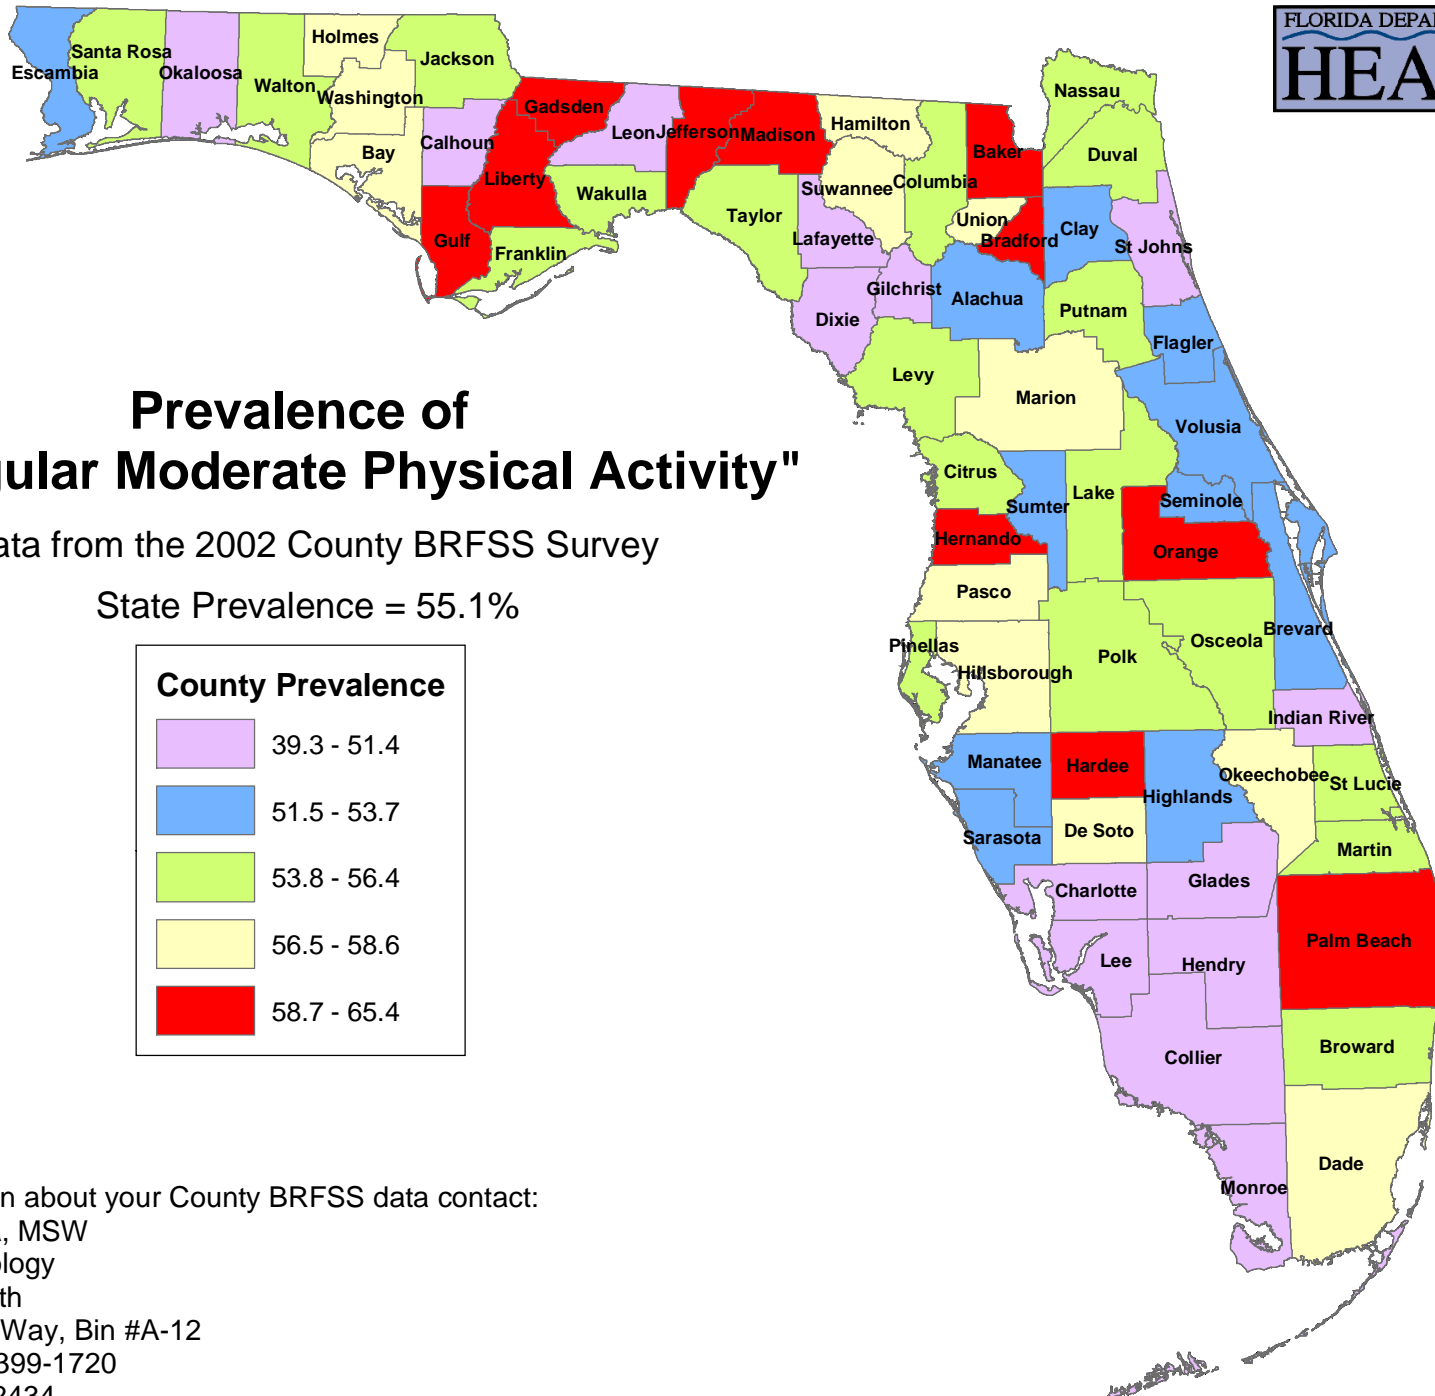 FLORIDA DEPA
HEA
Holmes
Jackson
Santa Rosa
Escambia
Okaloosa
Walton
Washington
Nassau
Gadsden
Leon
Jefferson
Madison
Hamilton
Calhoun
Bay
Baker
Duval
Liberty
Wakulla
Suwannee
Columbia
Taylor
Union
Clay
Gulf
Franklin
Lafayette
Bradford
St Johns
Gilchrist
Alachua
Dixie
Putnam
Flagler
Levy
Marion
Volusia
Prevalence of
gular Moderate Physical Activity"
ata from the 2002 County BRFSS Survey
State Prevalence = 55.1%
Citrus
Sumter
Lake
Seminole
Hernando
Orange
Pasco
Brevard
Pinellas
Hillsborough
Polk
Osceola
Indian River
Manatee
Hardee
Highlands
Okeechobee
St Lucie
Sarasota
De Soto
Martin
Charlotte
Glades
Palm Beach
Lee
Hendry
Collier
Broward
Dade
Monroe
County Prevalence
39.3 - 51.4
51.5 - 53.7
53.8 - 56.4
56.5 - 58.6
58.7 - 65.4
n about your County BRFSS data contact:
, MSW
ology
th
Way, Bin #A-12
399-1720
2434